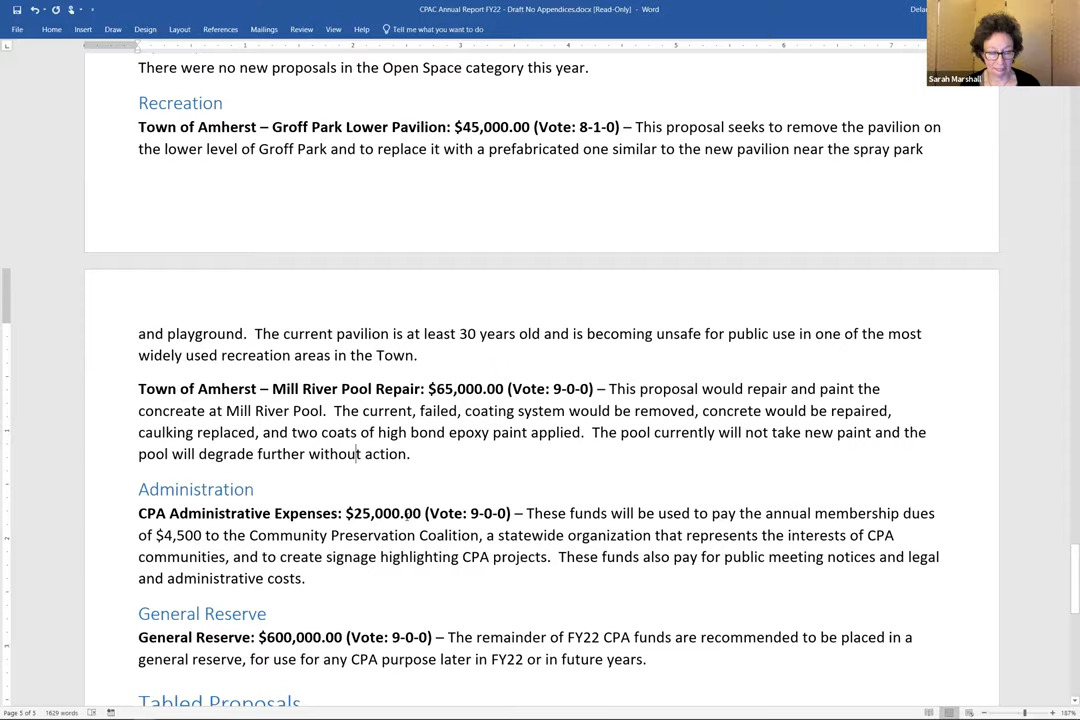 CPAC Annual Report FY22 - Draft No Appendices.docx [Read-Only] - Word
File Home Insert Draw Design Layout References Mailings Review View Help Tell me what you want to do
Sarah Marshall
There were no new proposals in the Open Space category this year.
Recreation
Town of Amherst – Groff Park Lower Pavilion: $45,000.00 (Vote: 8-1-0) – This proposal seeks to remove the pavilion on
the lower level of Groff Park and to replace it with a prefabricated one similar to the new pavilion near the spray park
and playground. The current pavilion is at least 30 years old and is becoming unsafe for public use in one of the most
widely used recreation areas in the Town.
Town of Amherst – Mill River Pool Repair: $65,000.00 (Vote: 9-0-0) – This proposal would repair and paint the
concreate at Mill River Pool. The current, failed, coating system would be removed, concrete would be repaired,
caulking replaced, and two coats of high bond epoxy paint applied. The pool currently will not take new paint and the
pool will degrade further without action.
Administration
CPA Administrative Expenses: $25,000.00 (Vote: 9-0-0) – These funds will be used to pay the annual membership dues
of $4,500 to the Community Preservation Coalition, a statewide organization that represents the interests of CPA
communities, and to create signage highlighting CPA projects. These funds also pay for public meeting notices and legal
and administrative costs.
General Reserve
General Reserve: $600,000.00 (Vote: 9-0-0) – The remainder of FY22 CPA funds are recommended to be placed in a
general reserve, for use for any CPA purpose later in FY22 or in future years.
Tabled Proposals
Page 5 of 5 1629 words 187%